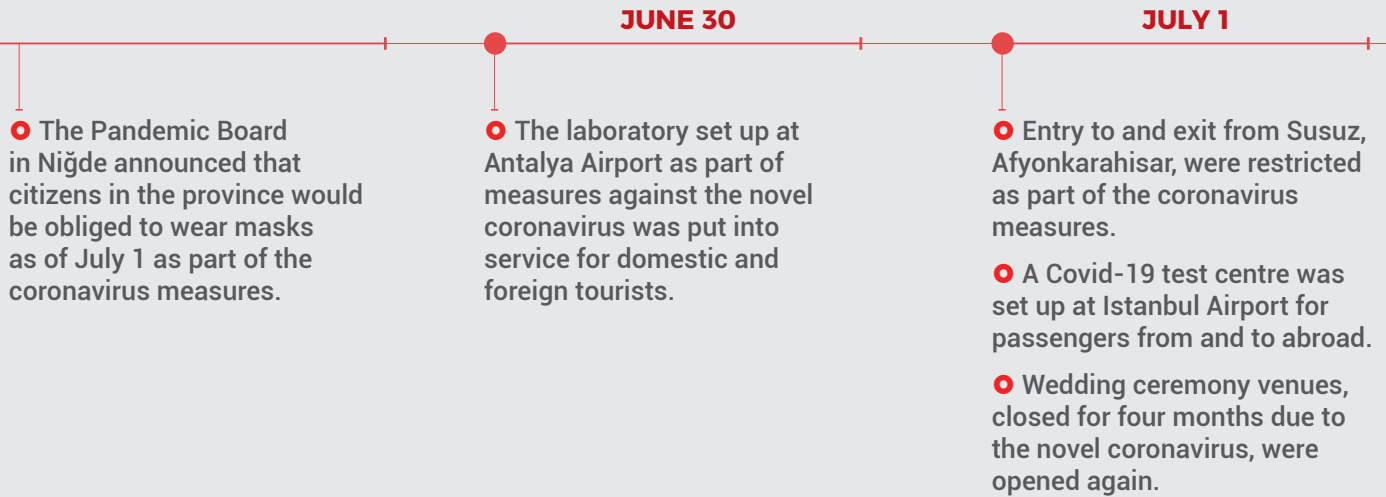 The Pandemic Board
in Niğde announced that
citizens in the province would
be obliged to wear masks
as of July 1 as part of the
coronavirus measures.
JUNE 30
The laboratory set up at
Antalya Airport as part of
measures against the novel
coronavirus was put into
service for domestic and
foreign tourists.
JULY 1
Entry to and exit from Susuz,
Afyonkarahisar, were restricted
as part of the coronavirus
measures.
A Covid-19 test centre was
set up at Istanbul Airport for
passengers from and to abroad.
Wedding ceremony venues,
closed for four months due to
the novel coronavirus, were
opened again.